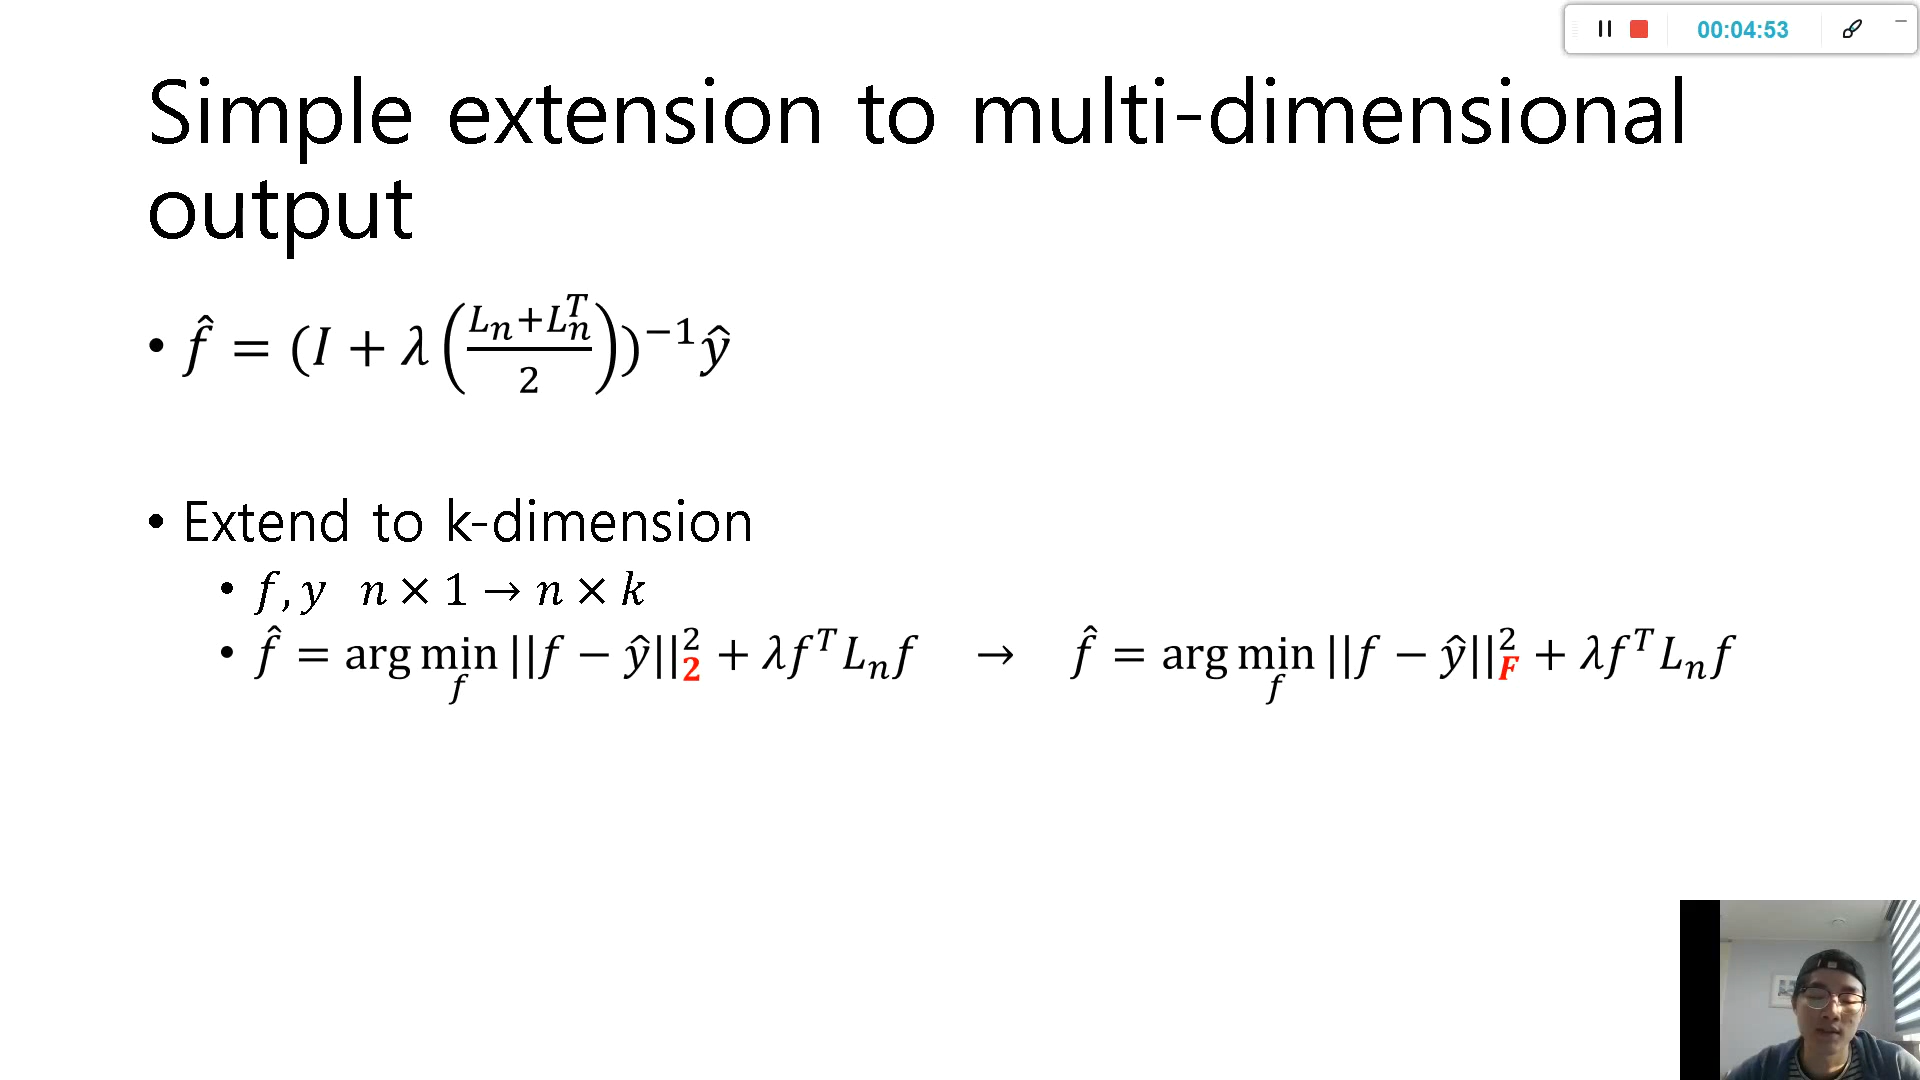 00:04:53
Simple extension to multi-dimensional
output
• f̂ = (I + λ((Lₙ+Lₙᵀ)/2))⁻¹ŷ
• Extend to k-dimension
• f, y n × 1 → n × k
• f̂ = arg min_f ||f − ŷ||₂² + λfᵀLₙf → f̂ = arg min_f ||f − ŷ||_F² + λfᵀLₙf